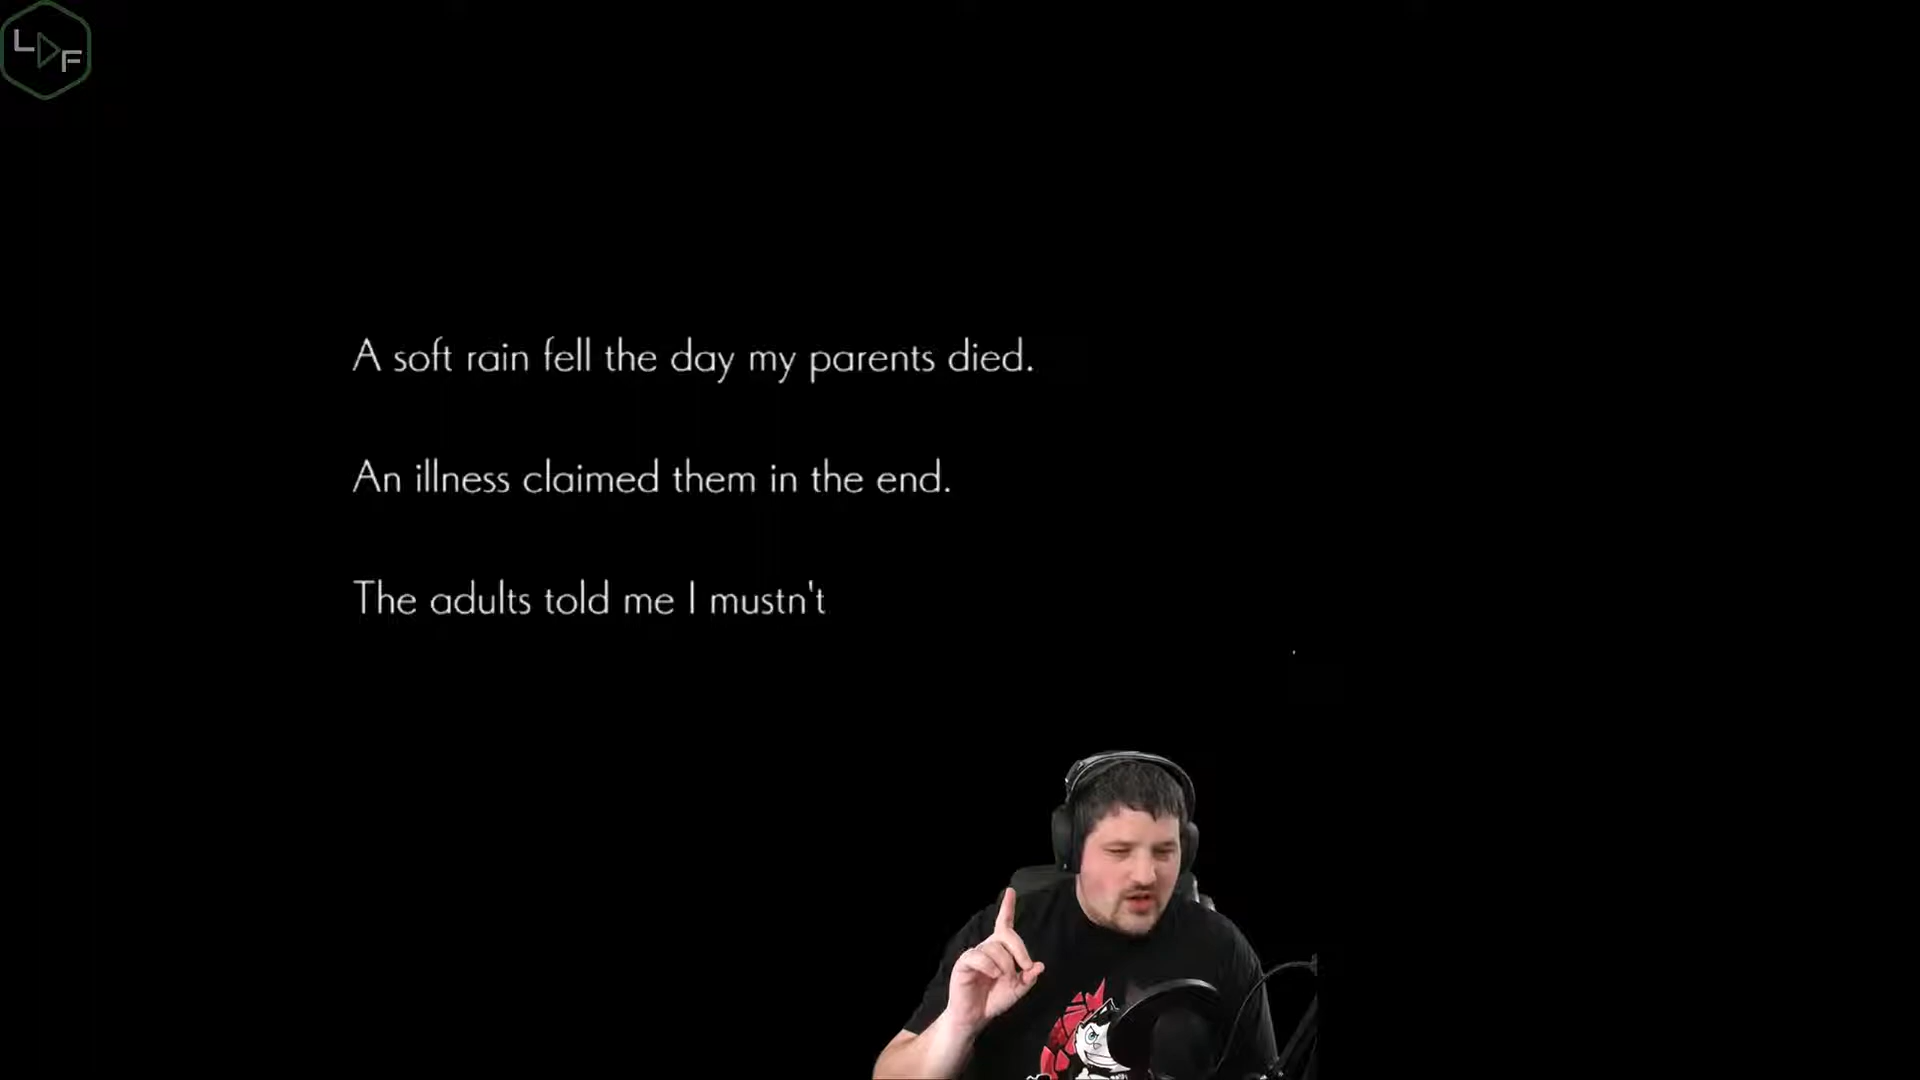 L F
A soft rain fell the day my parents died.
An illness claimed them in the end.
The adults told me I mustn't